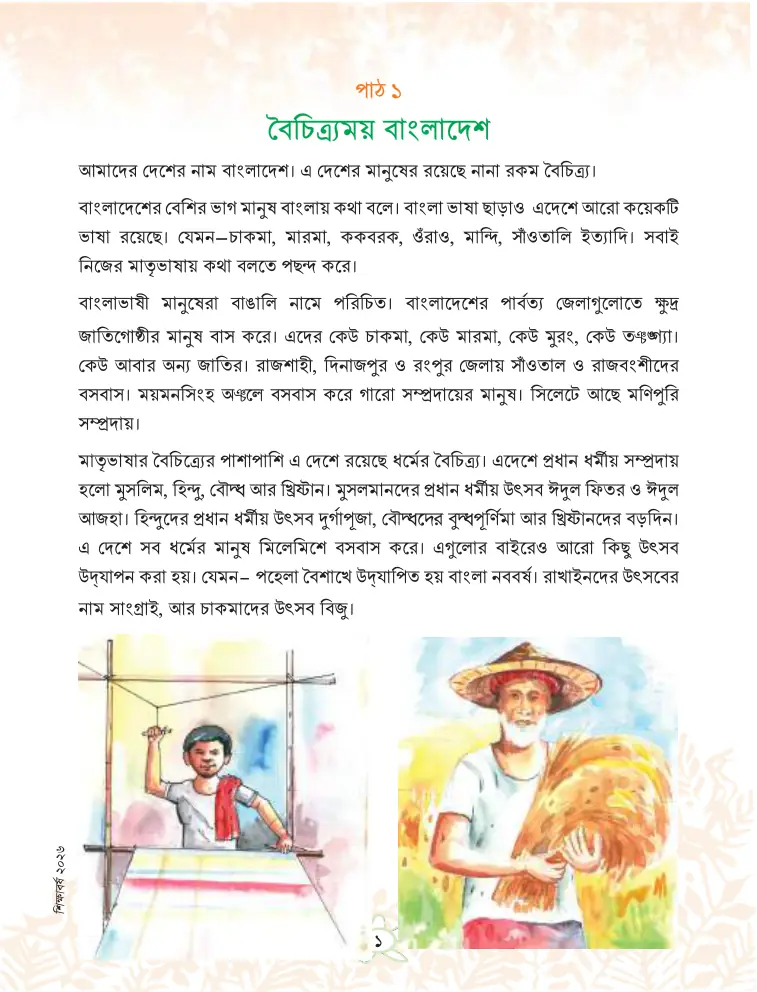 পাঠ ১
বৈচিত্র্যময় বাংলাদেশ
আমাদের দেশের নাম বাংলাদেশ। এ দেশের মানুষের রয়েছে নানা রকম বৈচিত্র্য।
বাংলাদেশের বেশির ভাগ মানুষ বাংলায় কথা বলে। বাংলা ভাষা ছাড়াও এদেশে আরো কয়েকটি
ভাষা রয়েছে। যেমন–চাকমা, মারমা, ককবরক, ওঁরাও, মান্দি, সাঁওতালি ইত্যাদি। সবাই
নিজের মাতৃভাষায় কথা বলতে পছন্দ করে।
বাংলাভাষী মানুষেরা বাঙালি নামে পরিচিত। বাংলাদেশের পার্বত্য জেলাগুলোতে ক্ষুদ্র
জাতিগোষ্ঠীর মানুষ বাস করে। এদের কেউ চাকমা, কেউ মারমা, কেউ মুরং, কেউ তঞ্চঙ্গ্যা।
কেউ আবার অন্য জাতির। রাজশাহী, দিনাজপুর ও রংপুর জেলায় সাঁওতাল ও রাজবংশীদের
বসবাস। ময়মনসিংহ অঞ্চলে বসবাস করে গারো সম্প্রদায়ের মানুষ। সিলেটে আছে মণিপুরি
সম্প্রদায়।
মাতৃভাষার বৈচিত্র্যের পাশাপাশি এ দেশে রয়েছে ধর্মের বৈচিত্র্য। এদেশে প্রধান ধর্মীয় সম্প্রদায়
হলো মুসলিম, হিন্দু, বৌদ্ধ আর খ্রিষ্টান। মুসলমানদের প্রধান ধর্মীয় উৎসব ঈদুল ফিতর ও ঈদুল
আজহা। হিন্দুদের প্রধান ধর্মীয় উৎসব দুর্গাপূজা, বৌদ্ধদের বুদ্ধপূর্ণিমা আর খ্রিষ্টানদের বড়দিন।
এ দেশে সব ধর্মের মানুষ মিলেমিশে বসবাস করে। এগুলোর বাইরেও আরো কিছু উৎসব
উদ্‌যাপন করা হয়। যেমন– পহেলা বৈশাখে উদ্‌যাপিত হয় বাংলা নববর্ষ। রাখাইনদের উৎসবের
নাম সাংগ্রাই, আর চাকমাদের উৎসব বিজু।
শিক্ষাবর্ষ ২০২৬
১